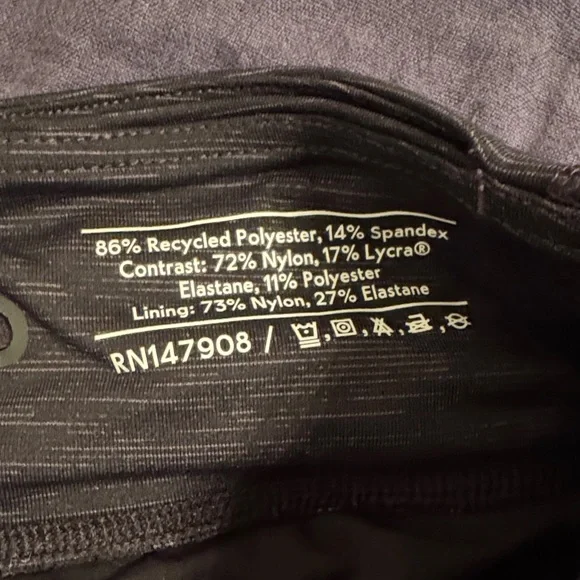 86% Recycled Polyester, 14% Spandex
Contrast: 72% Nylon, 17% Lycra®
Elastane, 11% Polyester
Lining: 73% Nylon, 27% Elastane
RN147908 /